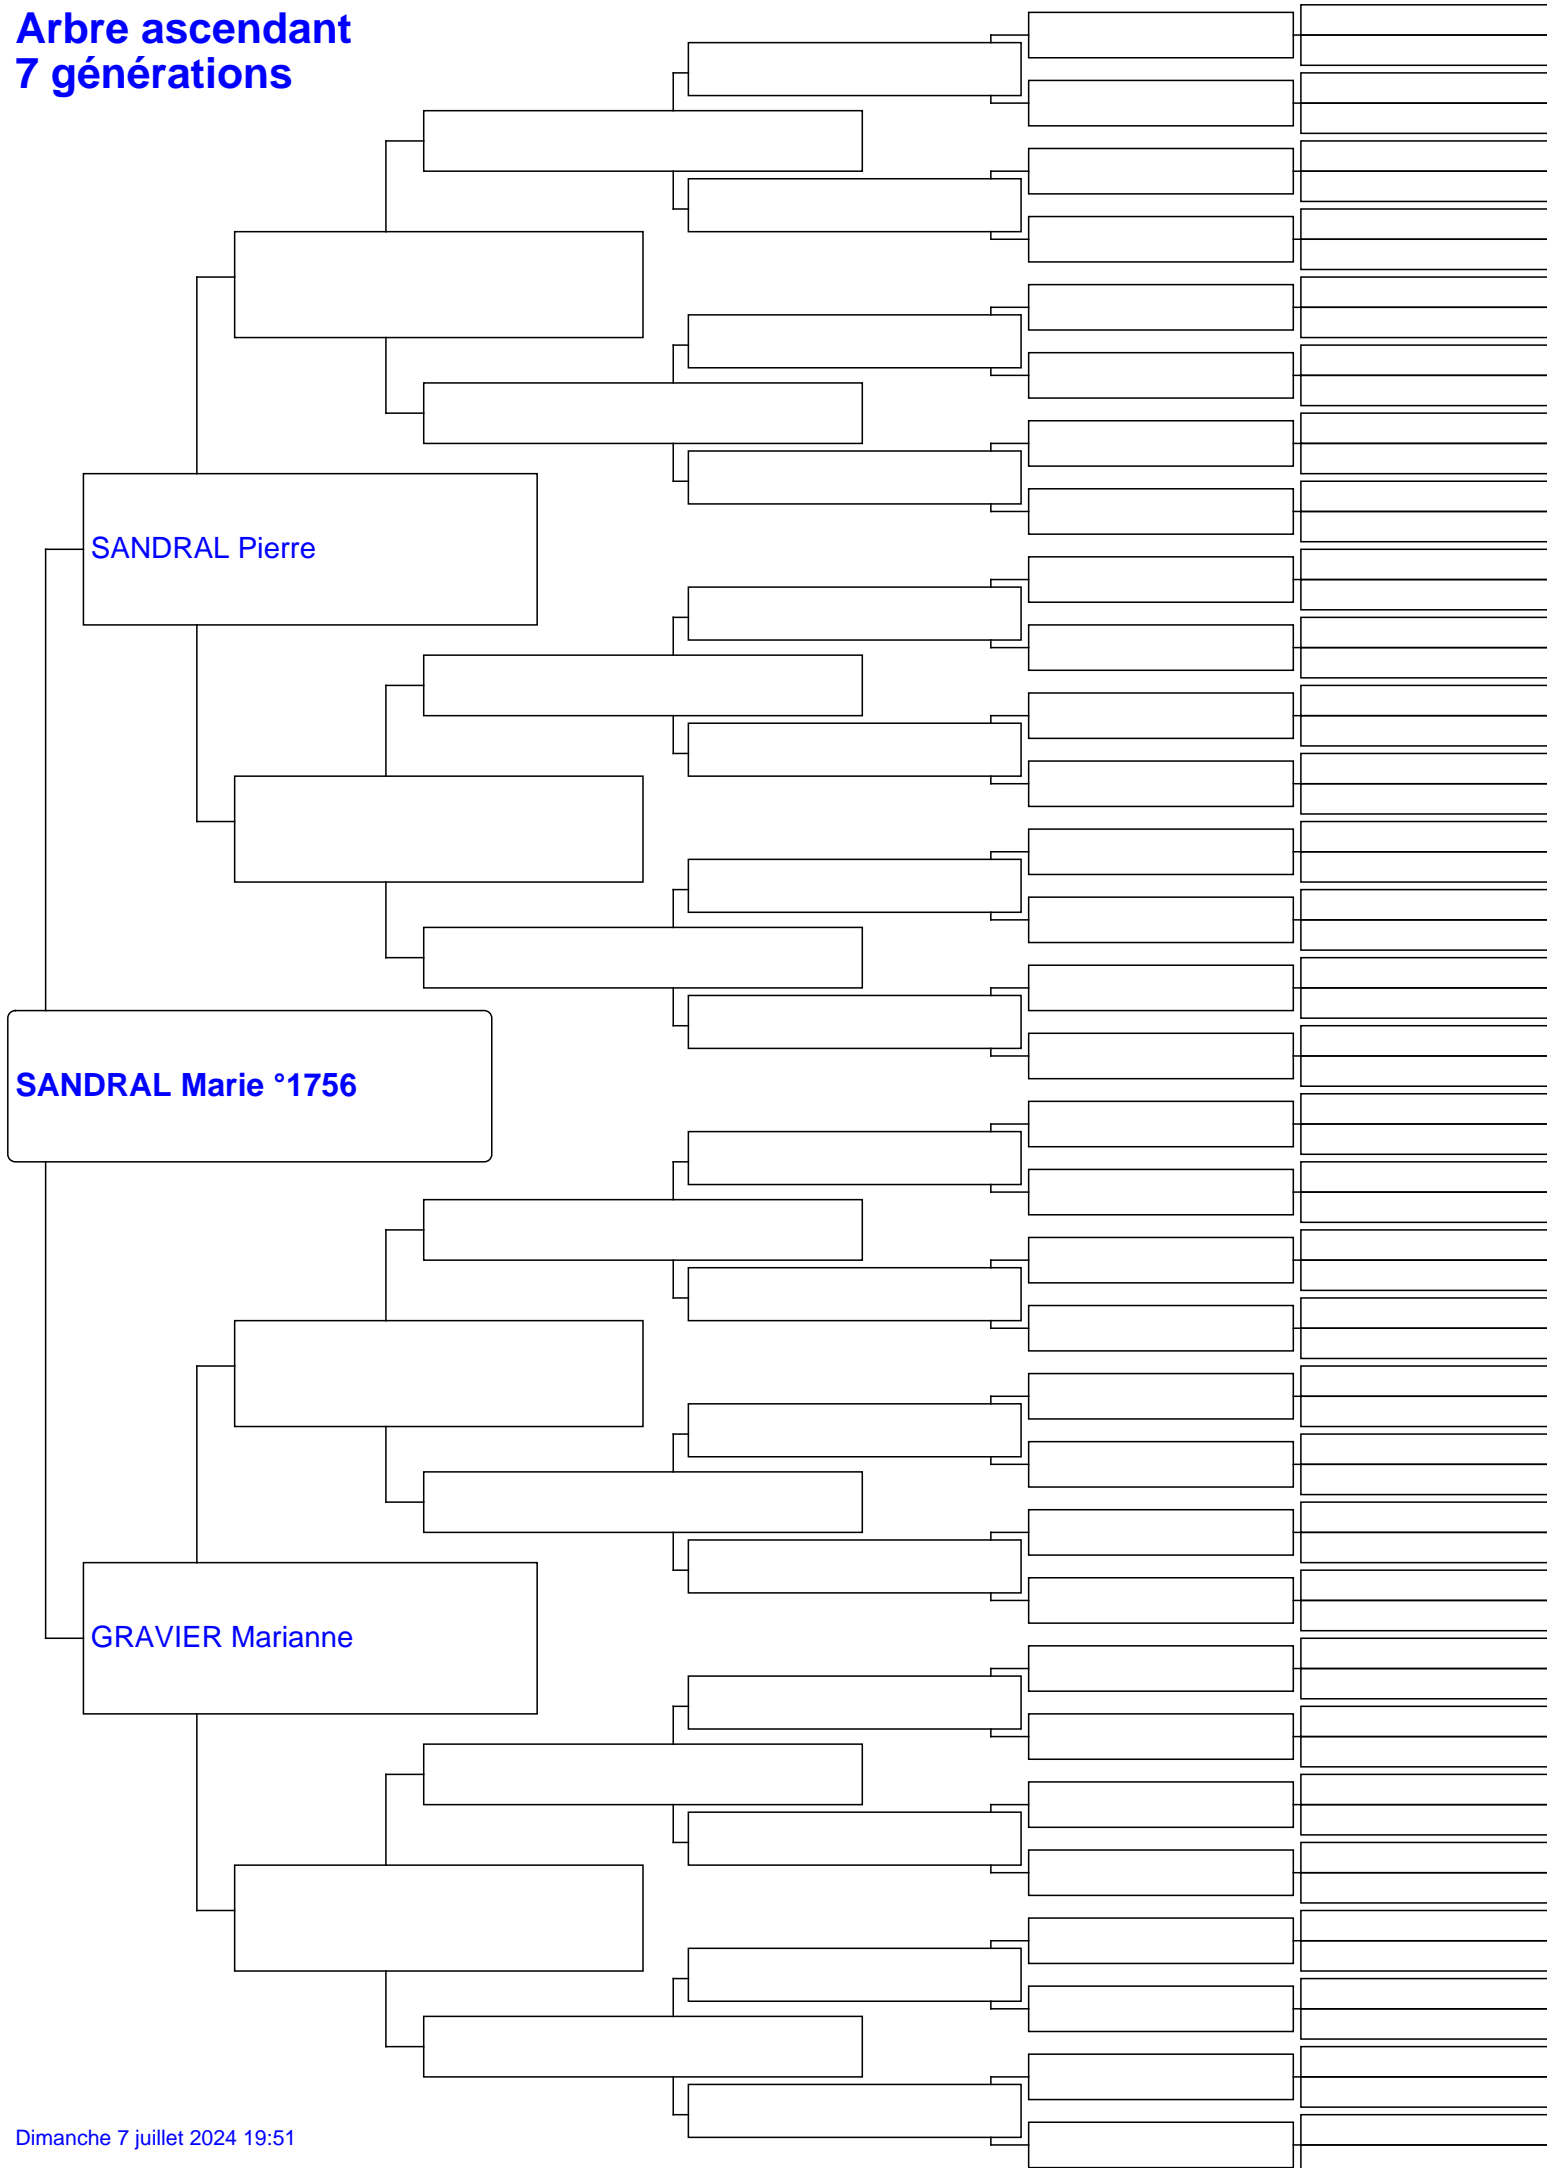 Arbre ascendant
7 générations
SANDRAL Pierre
SANDRAL Marie °1756
GRAVIER Marianne
Dimanche 7 juillet 2024 19:51